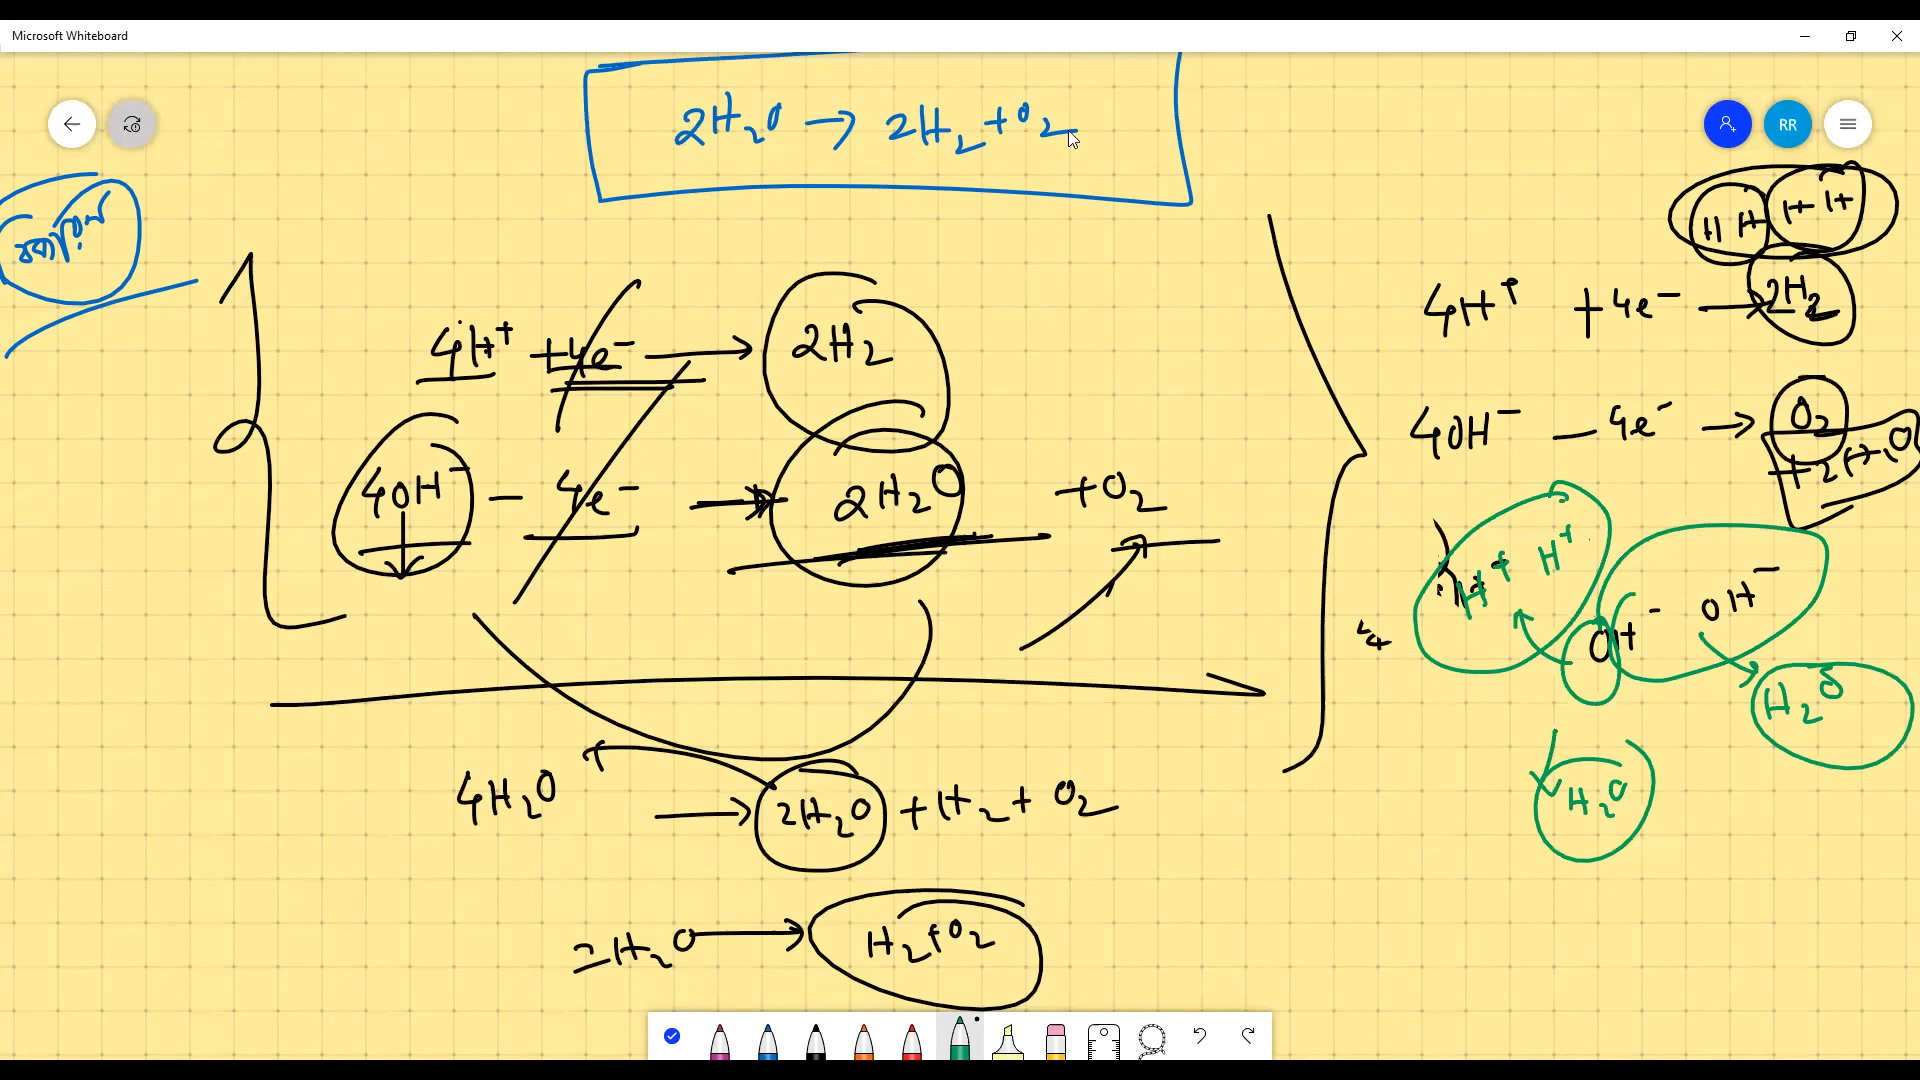 Microsoft Whiteboard
2H₂O → 2H₂ + O₂
RR
H H H H
4H⁺ + 4e⁻ → 2H₂
4OH⁻ - 4e⁻ → 2H₂O + O₂
4H₂O → 2H₂O + H₂ + O₂
2H₂O → H₂ + O₂
4H⁺ + 4e⁻ → 2H₂
4OH⁻ - 4e⁻ → O₂
+ 2H₂O
H⁺ H⁺
OH⁻ OH⁻
H₂O
H₂O